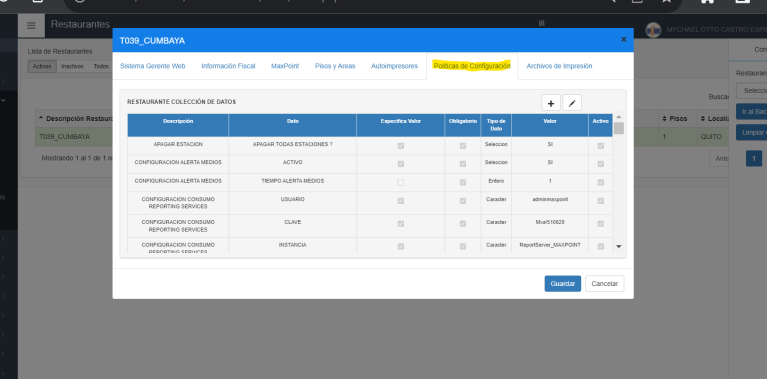 Restaurantes
MYCHAEL OTTO CASTRO ESPI
T039_CUMBAYA
×
Lista de Restaurantes
Activos Inactivos Todos
Descripción Restaura
T039_CUMBAYA
Mostrando 1 al 1 de 1
Sistema Gerente Web Información Fiscal MaxPoint Pisos y Areas Autoimpresores Políticas de Configuración Archivos de Impresión
RESTAURANTE COLECCIÓN DE DATOS
Descripción Dato Especifica Valor Obligatorio Tipo de Dato Valor Activo
APAGAR ESTACION APAGAR TODAS ESTACIONES ? Seleccion SI
CONFIGURACION ALERTA MEDIOS ACTIVO Seleccion SI
CONFIGURACION ALERTA MEDIOS TIEMPO ALERTA MEDIOS Entero 1
CONFIGURACION CONSUMO REPORTING SERVICES USUARIO Caracter adminmaxpoint
CONFIGURACION CONSUMO REPORTING SERVICES CLAVE Caracter
CONFIGURACION CONSUMO REPORTING SERVICES INSTANCIA Caracter ReportServer_MAXPOINT
Guardar Cancelar
Buscar
Pisos Localiz
1 QUITO
Ante 1
Con
Restauran
Selecci
Ir al Bac
Limpiar